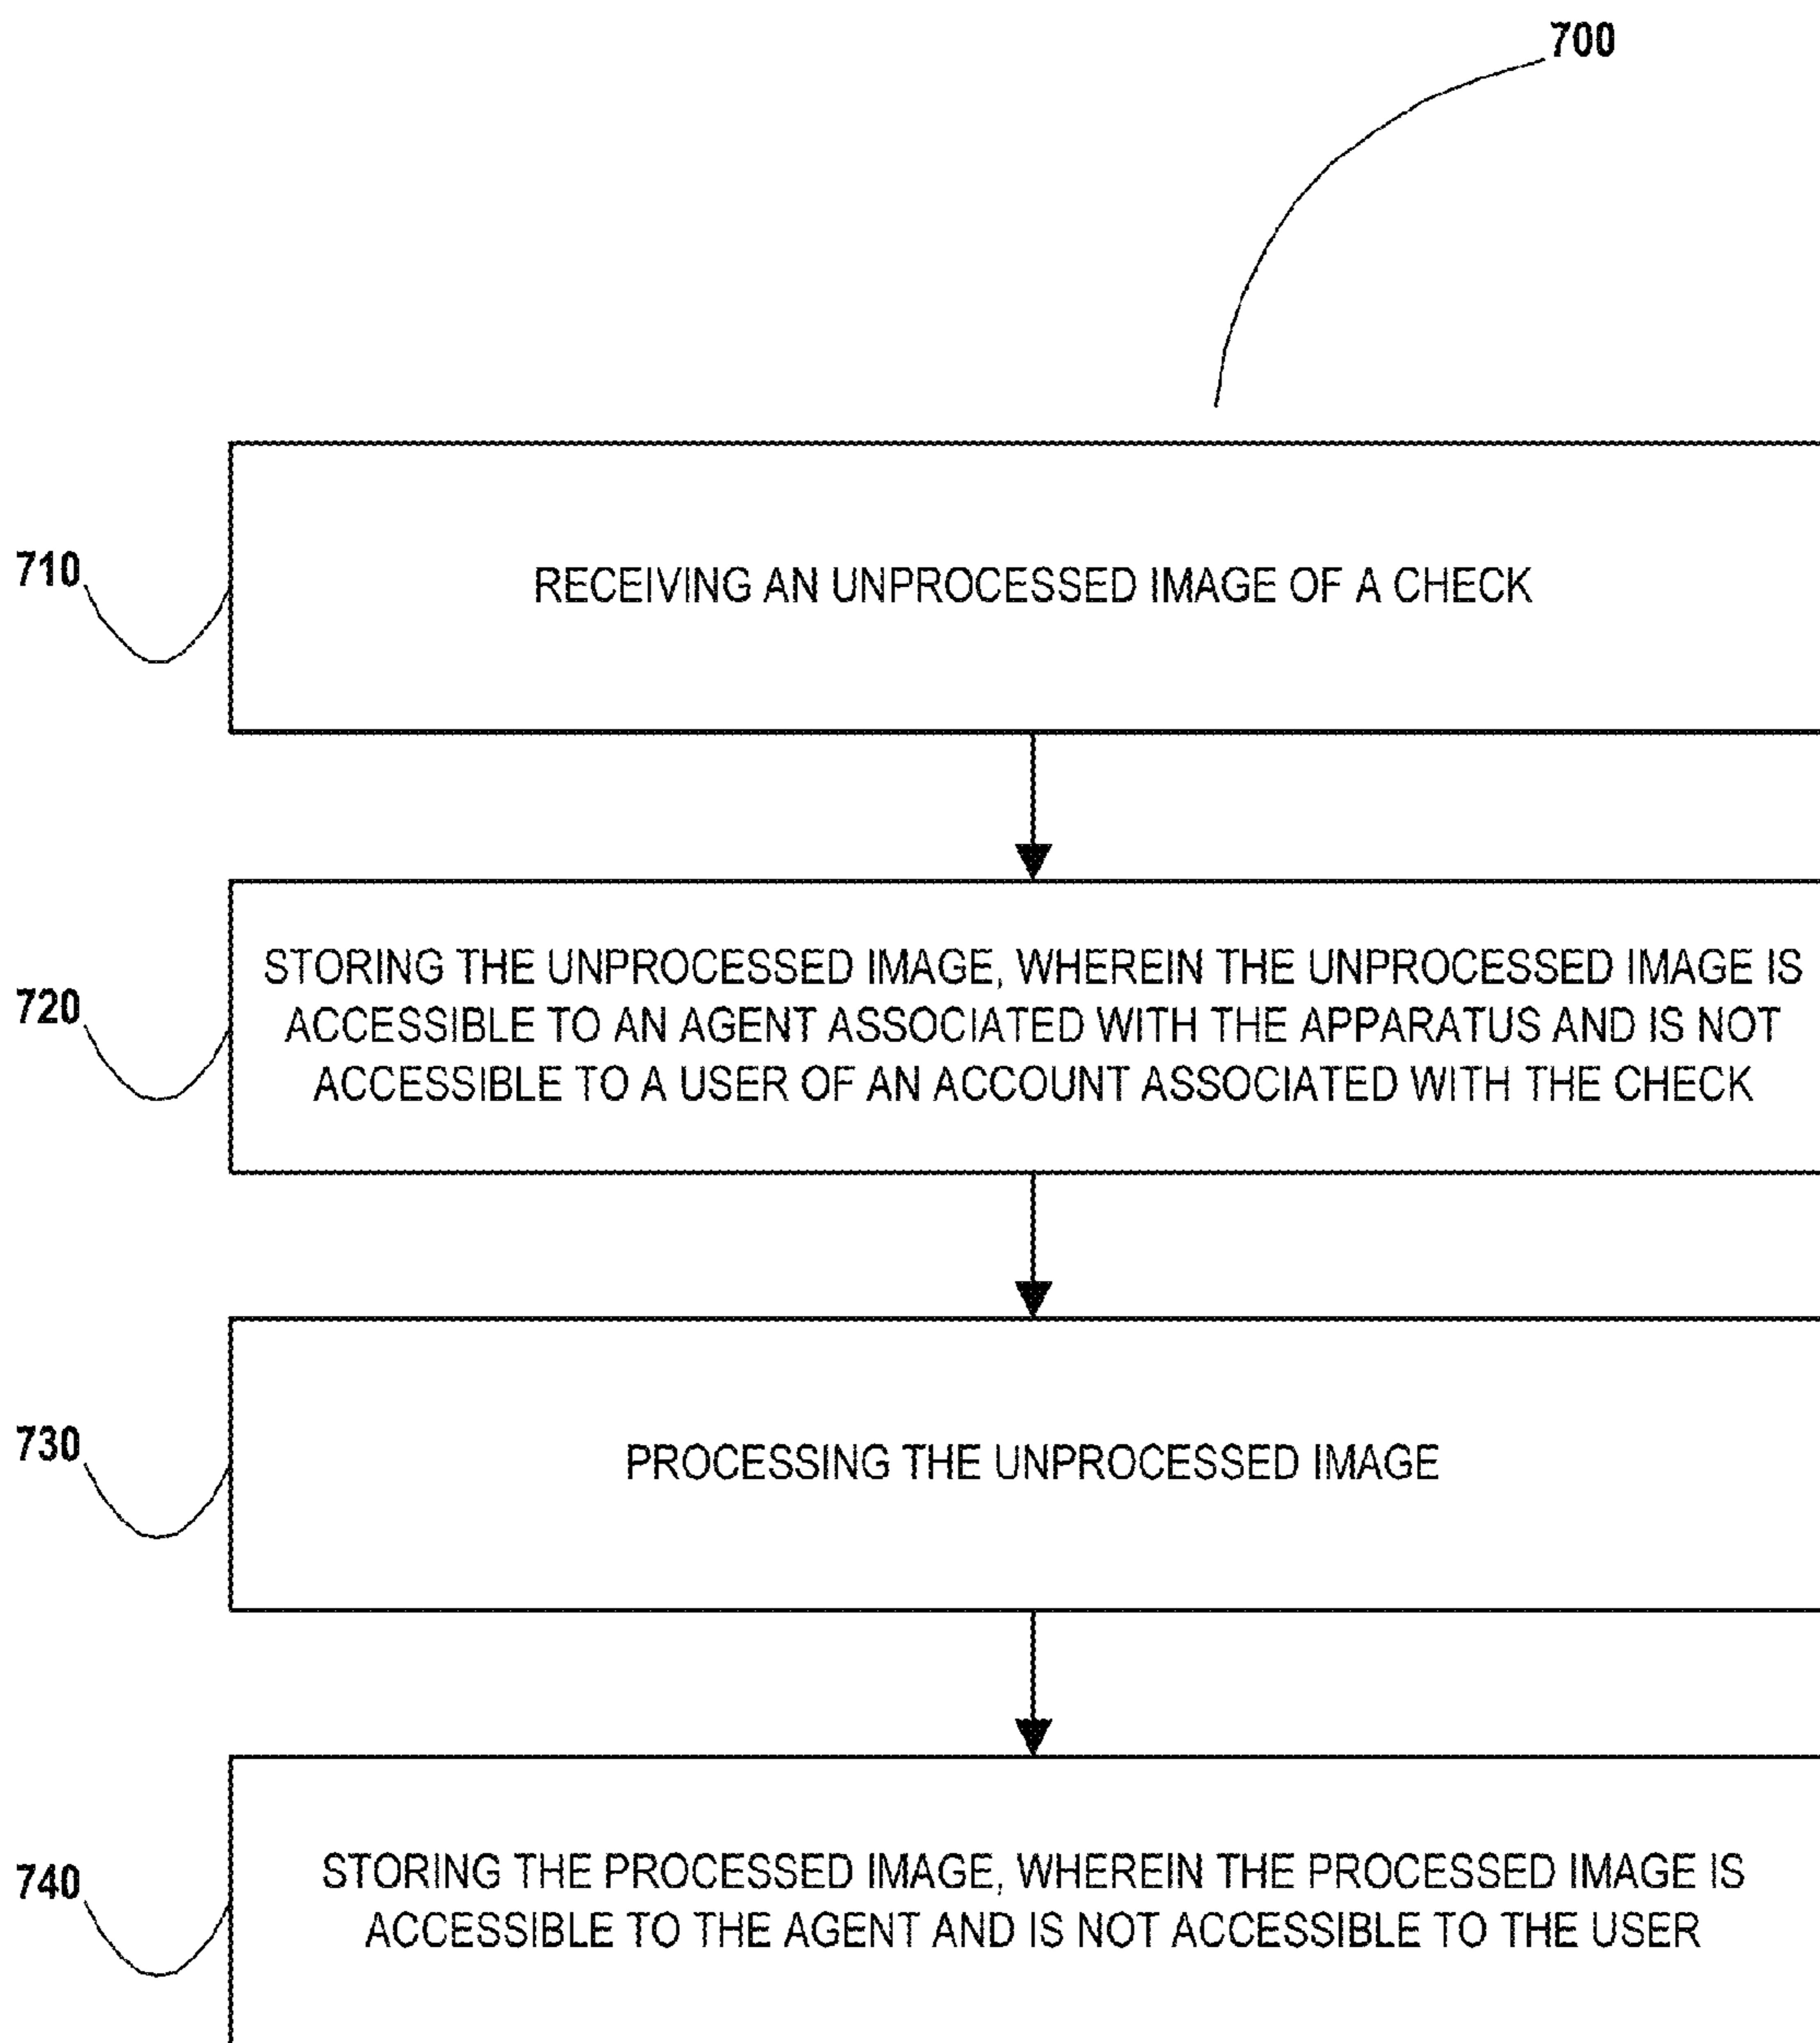 700
710
RECEIVING AN UNPROCESSED IMAGE OF A CHECK
720
STORING THE UNPROCESSED IMAGE, WHEREIN THE UNPROCESSED IMAGE IS
ACCESSIBLE TO AN AGENT ASSOCIATED WITH THE APPARATUS AND IS NOT
ACCESSIBLE TO A USER OF AN ACCOUNT ASSOCIATED WITH THE CHECK
730
PROCESSING THE UNPROCESSED IMAGE
740
STORING THE PROCESSED IMAGE, WHEREIN THE PROCESSED IMAGE IS
ACCESSIBLE TO THE AGENT AND IS NOT ACCESSIBLE TO THE USER